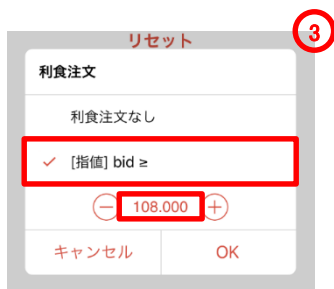 3
リセット
利食注文
利食注文なし
✓ [指値] bid ≥
− 108.000 +
キャンセル OK